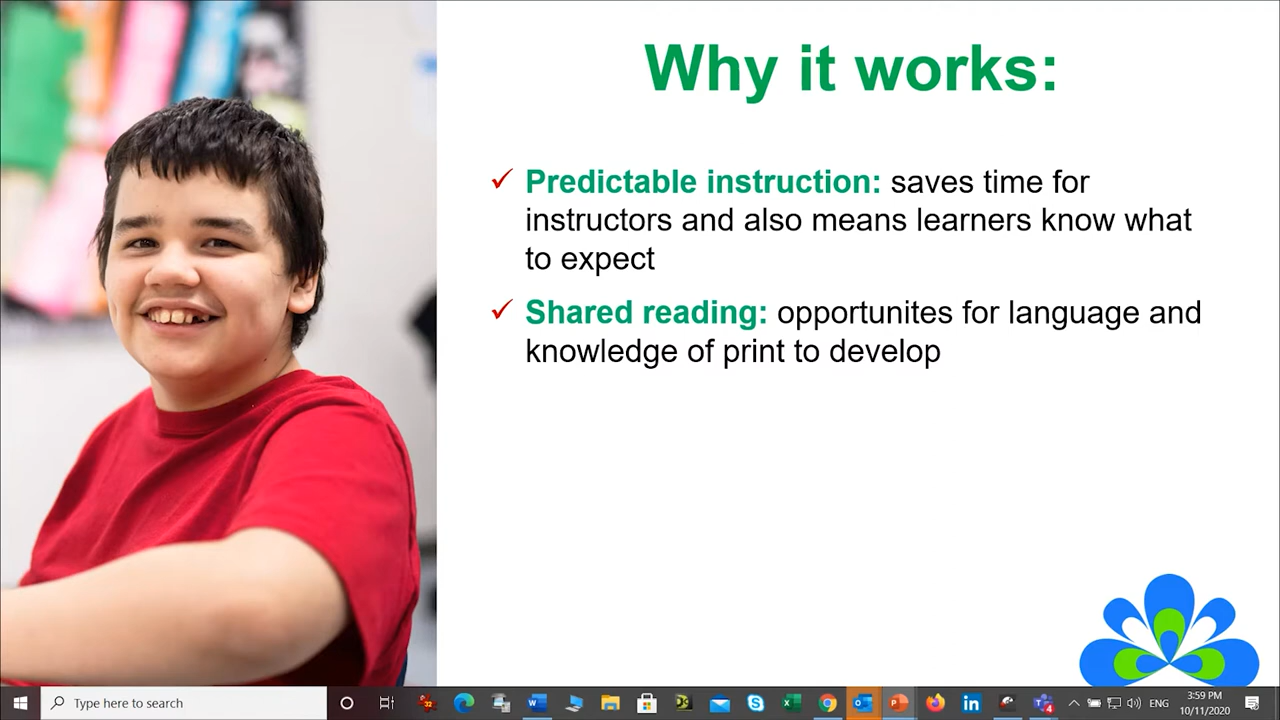 Why it works:
✓ Predictable instruction: saves time for
instructors and also means learners know what
to expect
✓ Shared reading: opportunites for language and
knowledge of print to develop
Type here to search
32
4
ENG
3:59 PM
10/11/2020